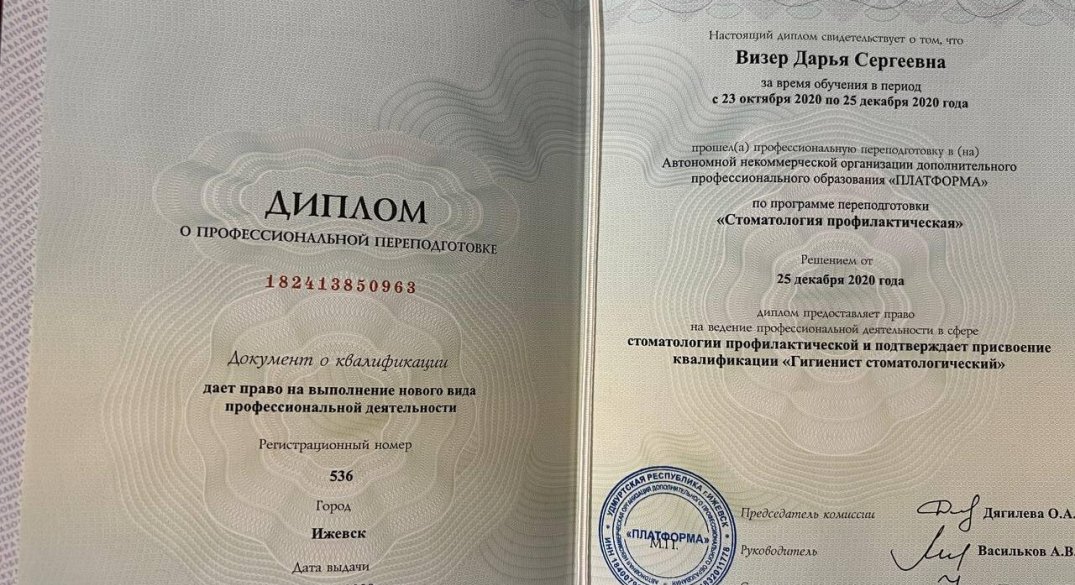 ДИПЛОМ
О ПРОФЕССИОНАЛЬНОЙ ПЕРЕПОДГОТОВКЕ
182413850963
Документ о квалификации
дает право на выполнение нового вида
профессиональной деятельности
Регистрационный номер
536
Город
Ижевск
Дата выдачи
Настоящий диплом свидетельствует о том, что
Визер Дарья Сергеевна
за время обучения в период
с 23 октября 2020 по 25 декабря 2020 года
прошел(а) профессиональную переподготовку в (на)
Автономной некоммерческой организации дополнительного
профессионального образования «ПЛАТФОРМА»
по программе переподготовки
«Стоматология профилактическая»
Решением от
25 декабря 2020 года
диплом предоставляет право
на ведение профессиональной деятельности в сфере
стоматологии профилактической и подтверждает присвоение
квалификации «Гигиенист стоматологический»
УДМУРТСКАЯ РЕСПУБЛИКА г.ИЖЕВСК
«ПЛАТФОРМА»
М.П.
Председатель комиссии
Дягилева О.А.
Руководитель
Васильков А.В.